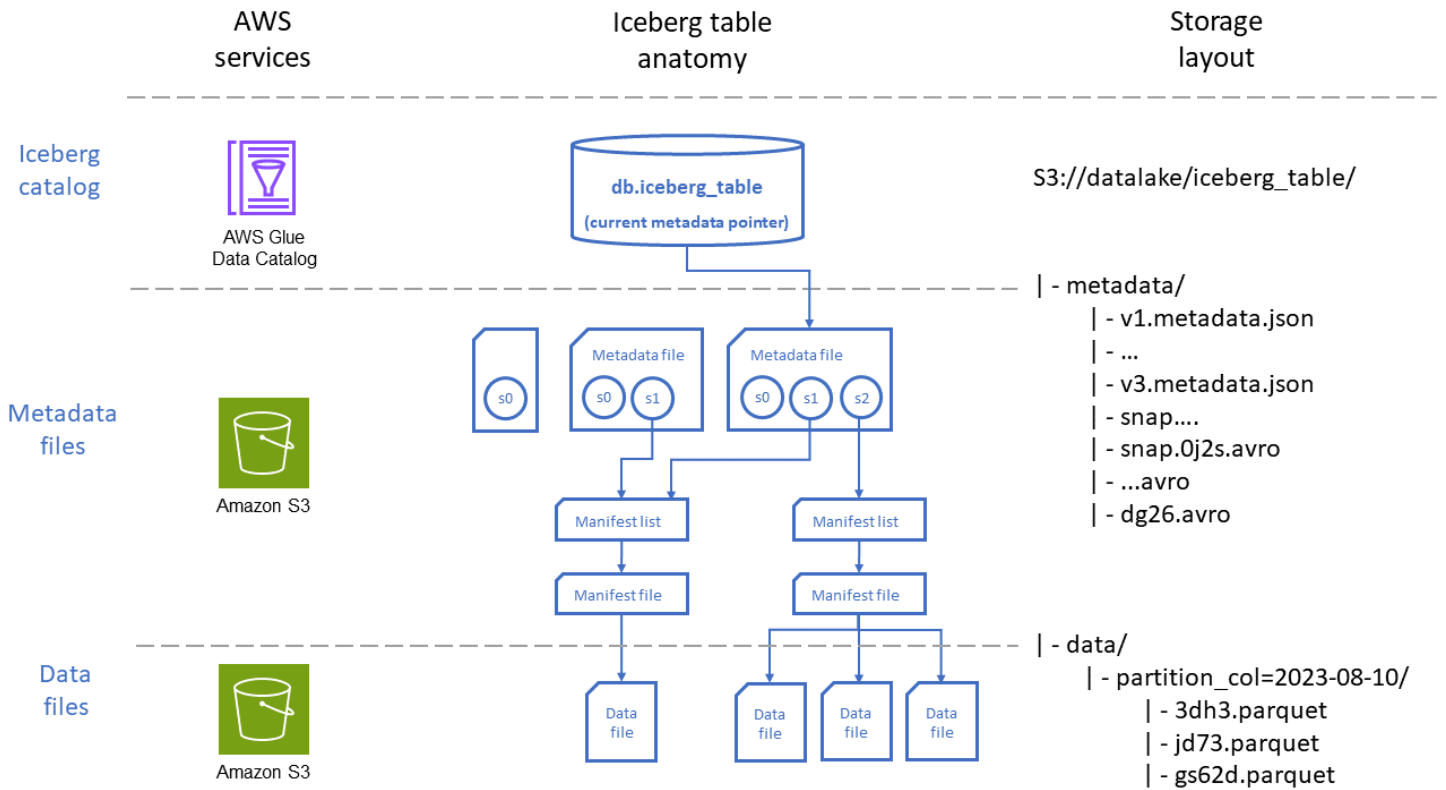 AWS
services
Iceberg table
anatomy
Storage
layout
Iceberg
catalog
AWS Glue
Data Catalog
db.iceberg_table
(current metadata pointer)
S3://datalake/iceberg_table/
| - metadata/
| - v1.metadata.json
| - ...
| - v3.metadata.json
| - snap....
| - snap.0j2s.avro
| - ...avro
| - dg26.avro
Metadata
files
Amazon S3
s0
Metadata file
s0
s1
Metadata file
s0
s1
s2
Manifest list
Manifest list
Manifest file
Manifest file
Data
files
Amazon S3
Data
file
Data
file
Data
file
Data
file
| - data/
| - partition_col=2023-08-10/
| - 3dh3.parquet
| - jd73.parquet
| - gs62d.parquet